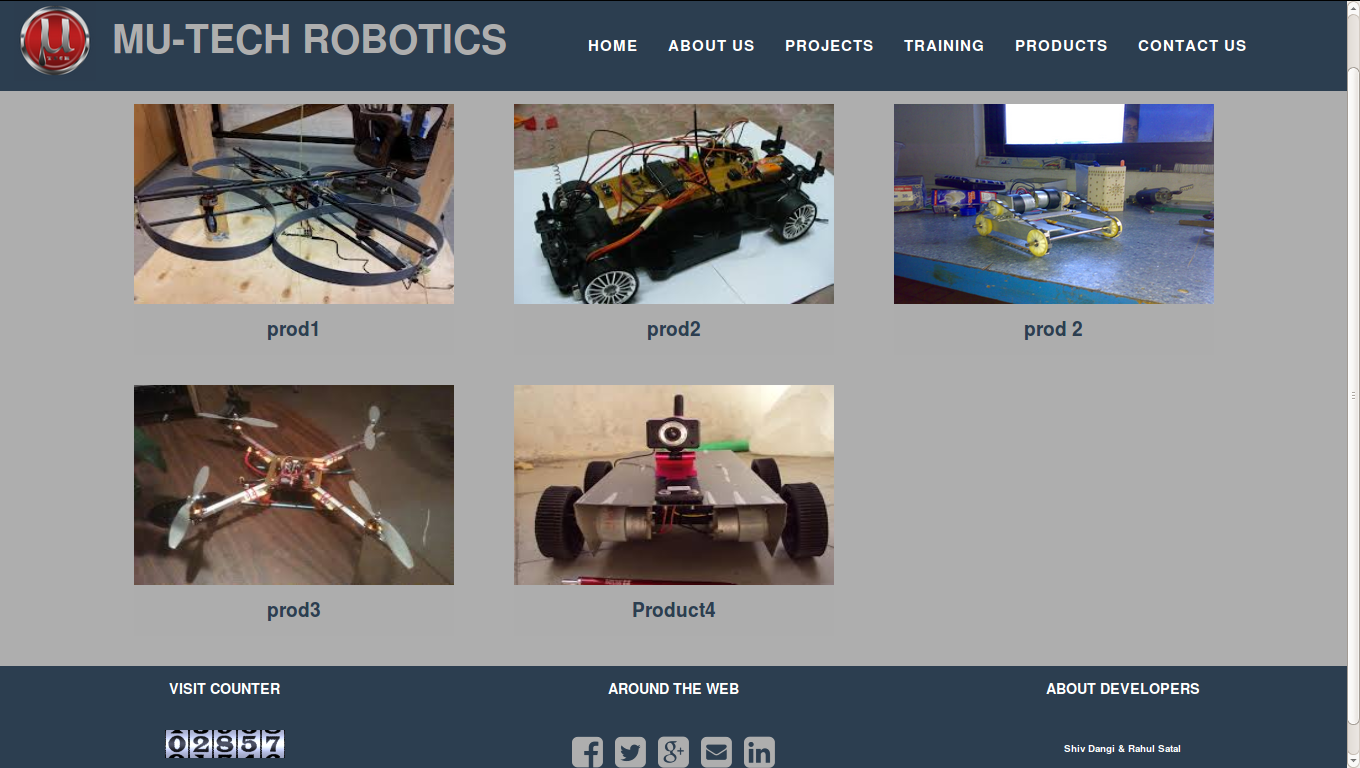 µ
MU-TECH ROBOTICS
HOME ABOUT US PROJECTS TRAINING PRODUCTS CONTACT US
prod1 prod2 prod 2
prod3 Product4
VISIT COUNTER AROUND THE WEB ABOUT DEVELOPERS
02857
Shiv Dangi & Rahul Satal